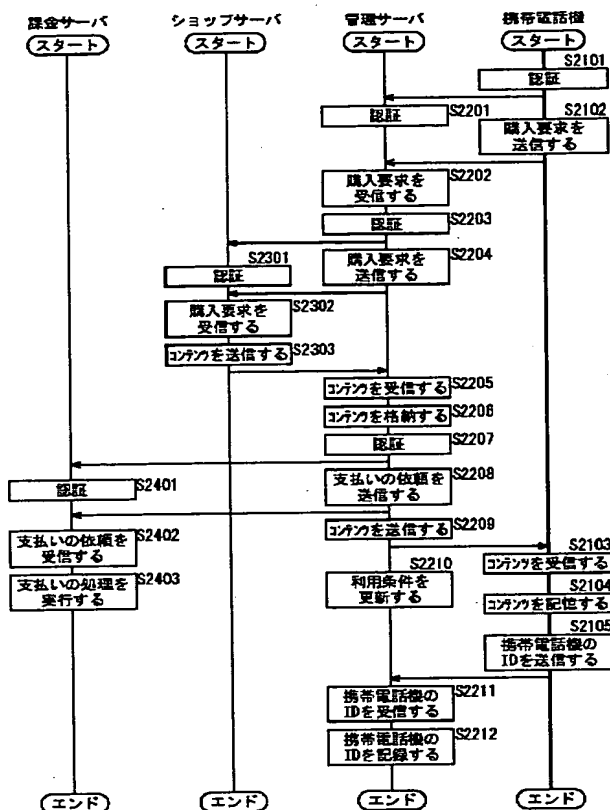 課金サーバ
ショップサーバ
管理サーバ
携帯電話機
スタート
スタート
スタート
スタート
S2101
認証
S2201
認証
S2102
購入要求を
送信する
S2202
購入要求を
受信する
S2203
認証
S2204
購入要求を
送信する
S2301
認証
S2302
購入要求を
受信する
S2303
コンテンツを送信する
S2205
コンテンツを受信する
S2206
コンテンツを格納する
S2207
認証
S2208
支払いの依頼を
送信する
S2401
認証
S2209
コンテンツを送信する
S2402
支払いの依頼を
受信する
S2103
コンテンツを受信する
S2210
利用条件を
更新する
S2403
支払いの処理を
実行する
S2104
コンテンツを記憶する
S2105
携帯電話機の
IDを送信する
S2211
携帯電話機の
IDを受信する
S2212
携帯電話機の
IDを記録する
エンド
エンド
エンド
エンド